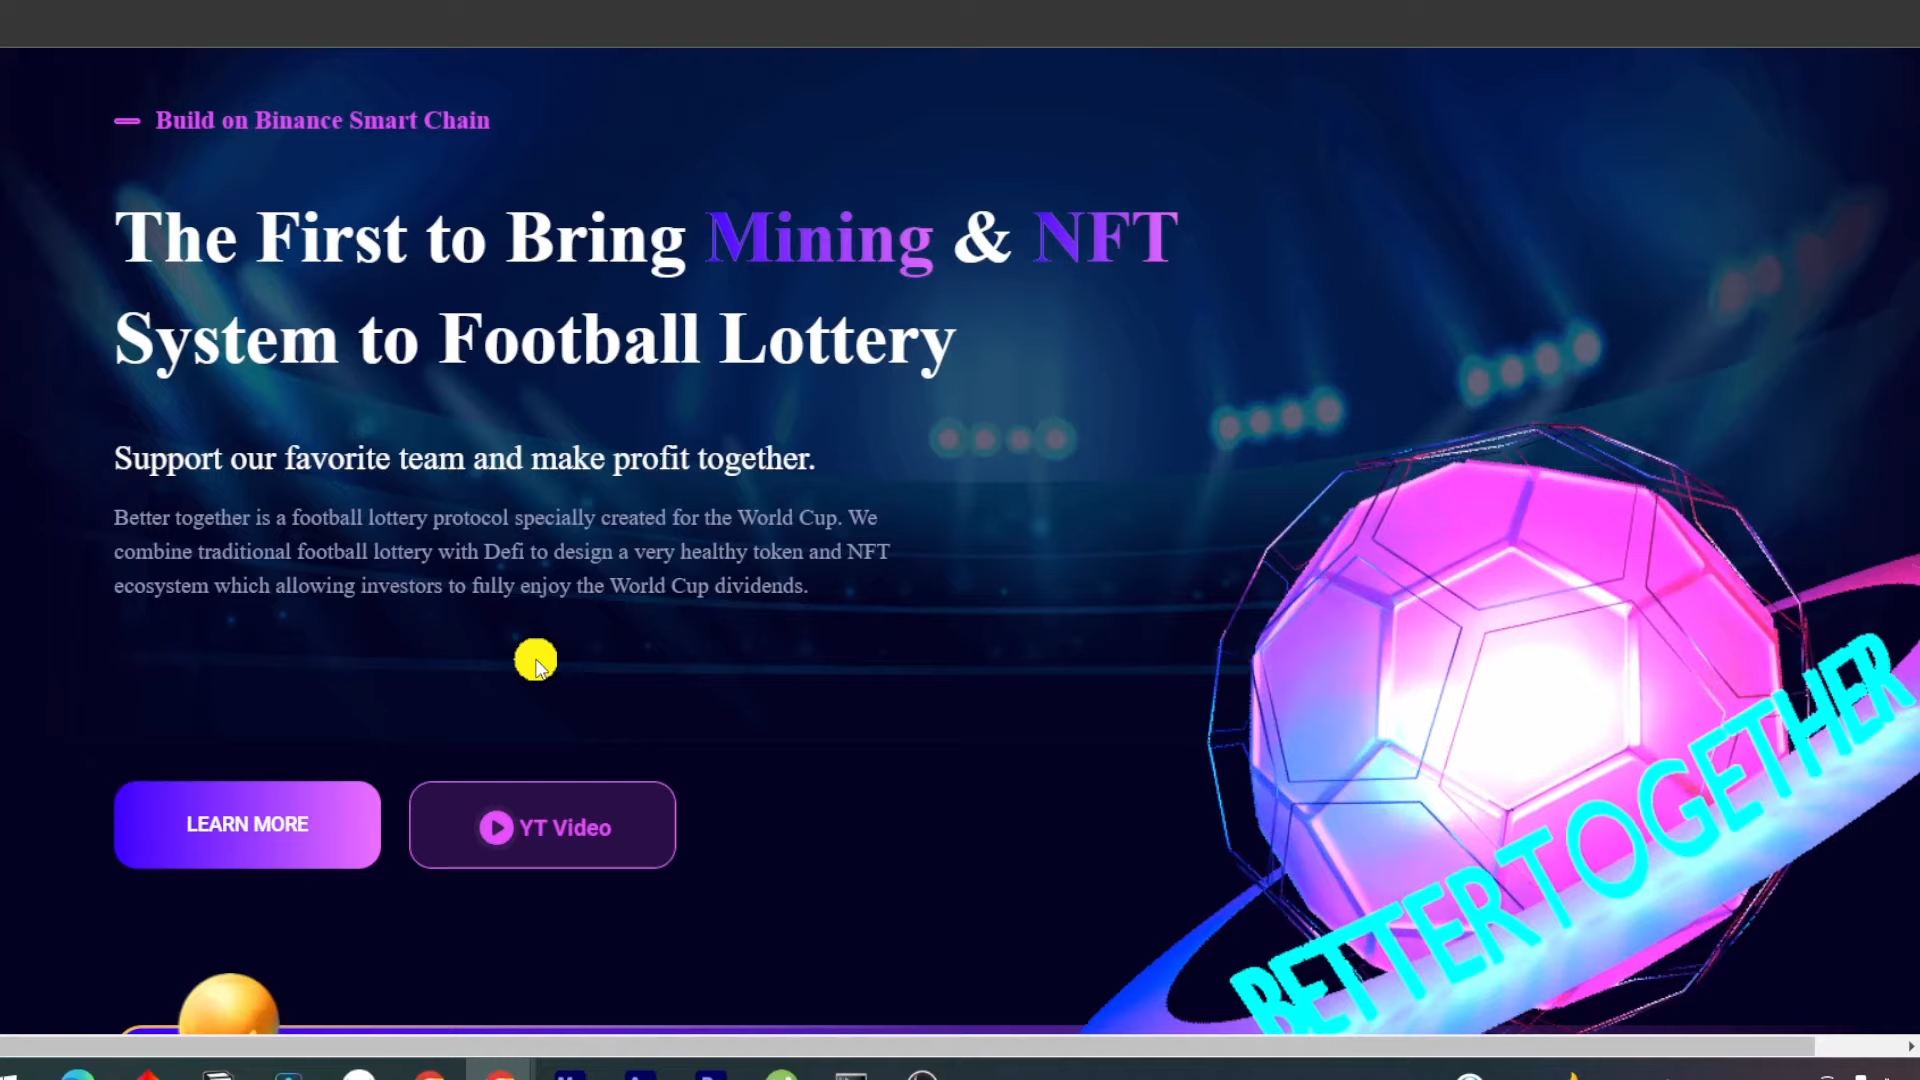 Build on Binance Smart Chain
The First to Bring Mining & NFT
System to Football Lottery
Support our favorite team and make profit together.
Better together is a football lottery protocol specially created for the World Cup. We
combine traditional football lottery with Defi to design a very healthy token and NFT
ecosystem which allowing investors to fully enjoy the World Cup dividends.
LEARN MORE
YT Video
BETTER TOGETHER